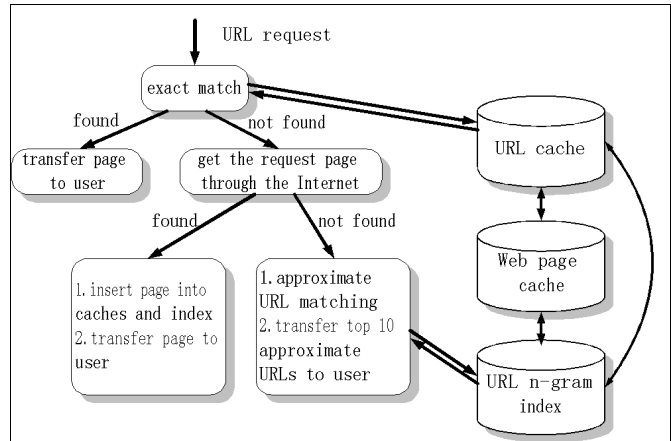 URL request
exact match
found
not found
transfer page
to user
get the request page
through the Internet
found
not found
1.insert page into
caches and index
2.transfer page to
user
1.approximate
URL matching
2.transfer top 10
approximate
URLs to user
URL cache
Web page
cache
URL n-gram
index